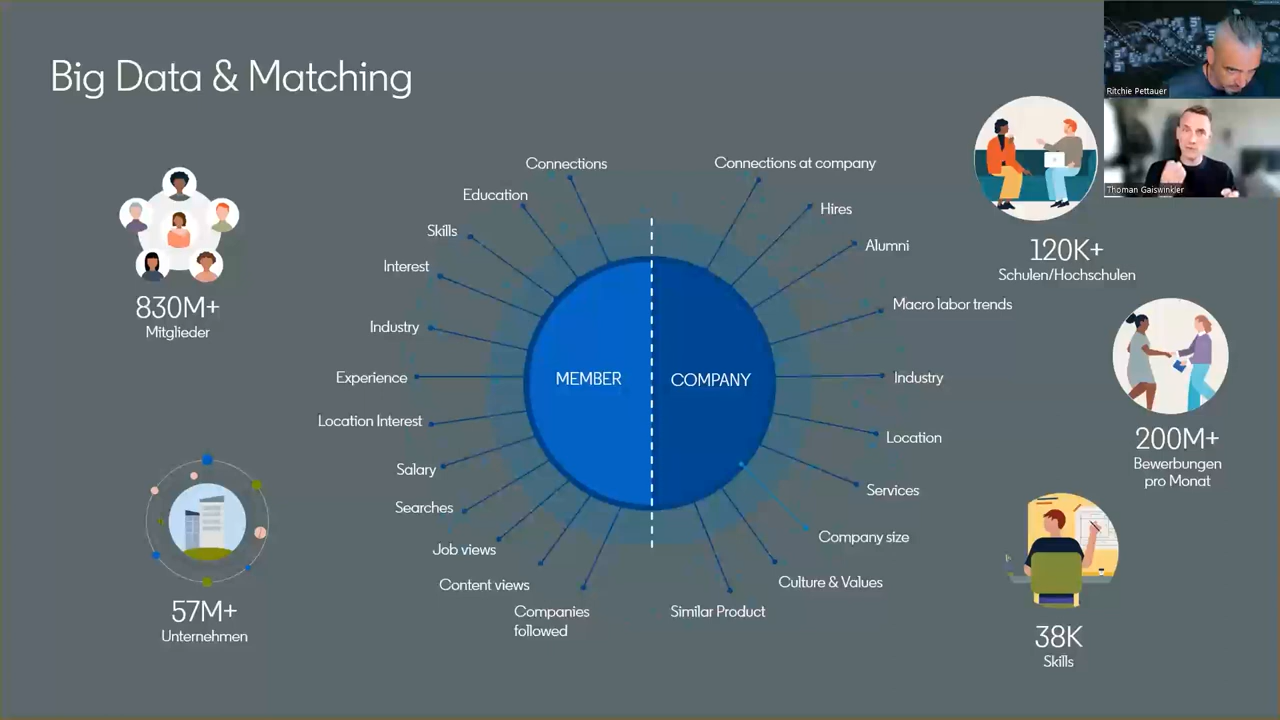 Big Data & Matching
Ritchie Pettauer
Thoman Gaiswinkler
830M+
Mitglieder
57M+
Unternehmen
Connections
Education
Skills
Interest
Industry
Experience
Location Interest
Salary
Searches
Job views
Content views
Companies
followed
MEMBER
COMPANY
Connections at company
Hires
Alumni
Macro labor trends
Industry
Location
Services
Company size
Culture & Values
Similar Product
120K+
Schulen/Hochschulen
200M+
Bewerbungen
pro Monat
38K
Skills